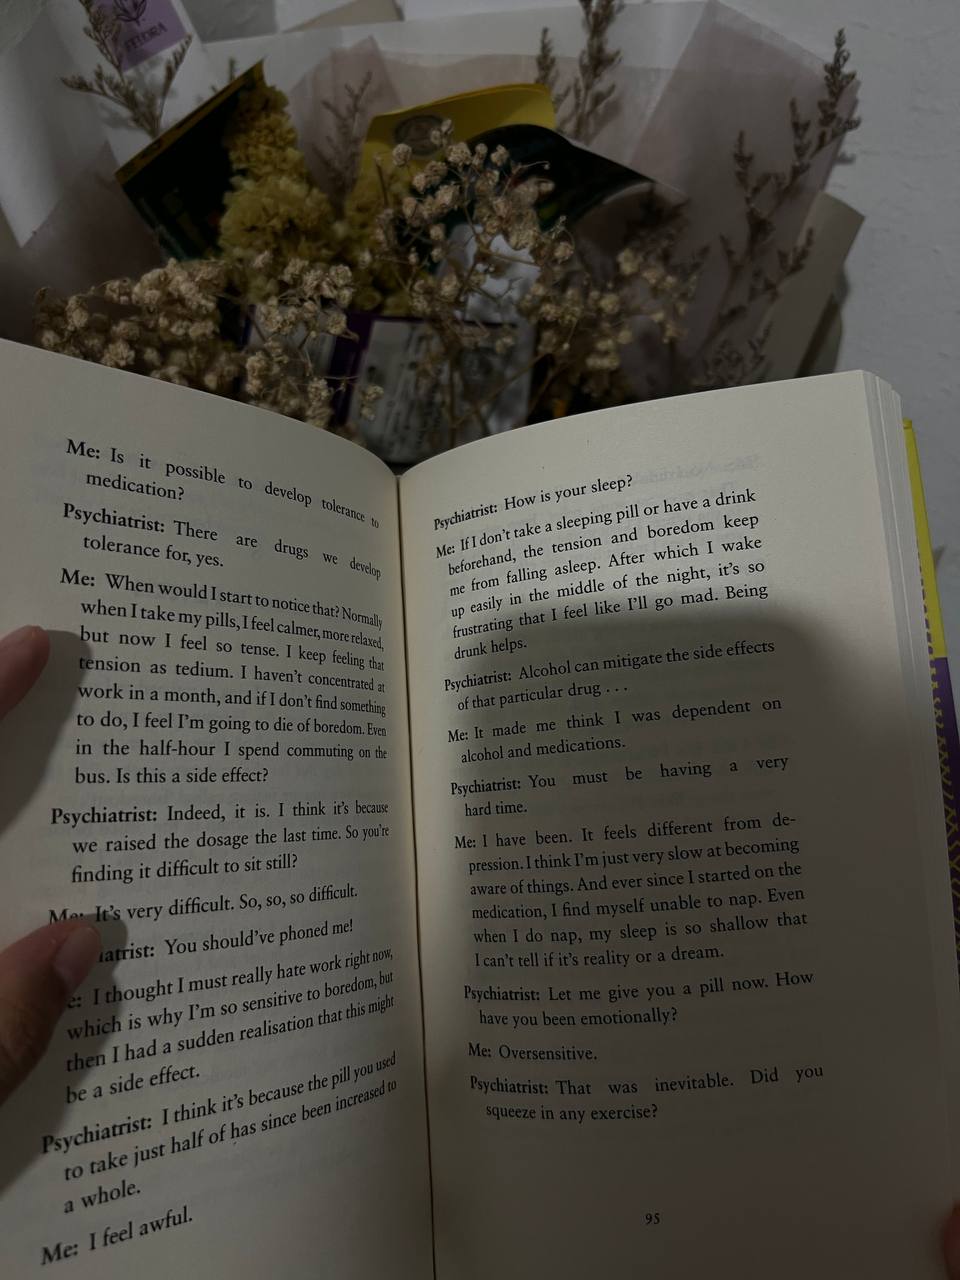 FEDRA
Me: Is it possible to develop tolerance to
medication?
Psychiatrist: There are drugs we develop
tolerance for, yes.
Me: When would I start to notice that? Normally
when I take my pills, I feel calmer, more relaxed,
but now I feel so tense. I keep feeling that
tension as tedium. I haven't concentrated at
work in a month, and if I don't find something
to do, I feel I'm going to die of boredom. Even
in the half-hour I spend commuting on the
bus. Is this a side effect?
Psychiatrist: Indeed, it is. I think it's because
we raised the dosage the last time. So you're
finding it difficult to sit still?
Me: It's very difficult. So, so, so difficult.
iatrist: You should've phoned me!
e: I thought I must really hate work right now,
which is why I'm so sensitive to boredom, but
then I had a sudden realisation that this might
be a side effect.
Psychiatrist: I think it's because the pill you used
to take just half of has since been increased to
a whole.
Me: I feel awful.
Psychiatrist: How is your sleep?
Me: If I don't take a sleeping pill or have a drink
beforehand, the tension and boredom keep
me from falling asleep. After which I wake
up easily in the middle of the night, it's so
frustrating that I feel like I'll go mad. Being
drunk helps.
Psychiatrist: Alcohol can mitigate the side effects
of that particular drug . . .
Me: It made me think I was dependent on
alcohol and medications.
Psychiatrist: You must be having a very
hard time.
Me: I have been. It feels different from de-
pression. I think I'm just very slow at becoming
aware of things. And ever since I started on the
medication, I find myself unable to nap. Even
when I do nap, my sleep is so shallow that
I can't tell if it's reality or a dream.
Psychiatrist: Let me give you a pill now. How
have you been emotionally?
Me: Oversensitive.
Psychiatrist: That was inevitable. Did you
squeeze in any exercise?
95